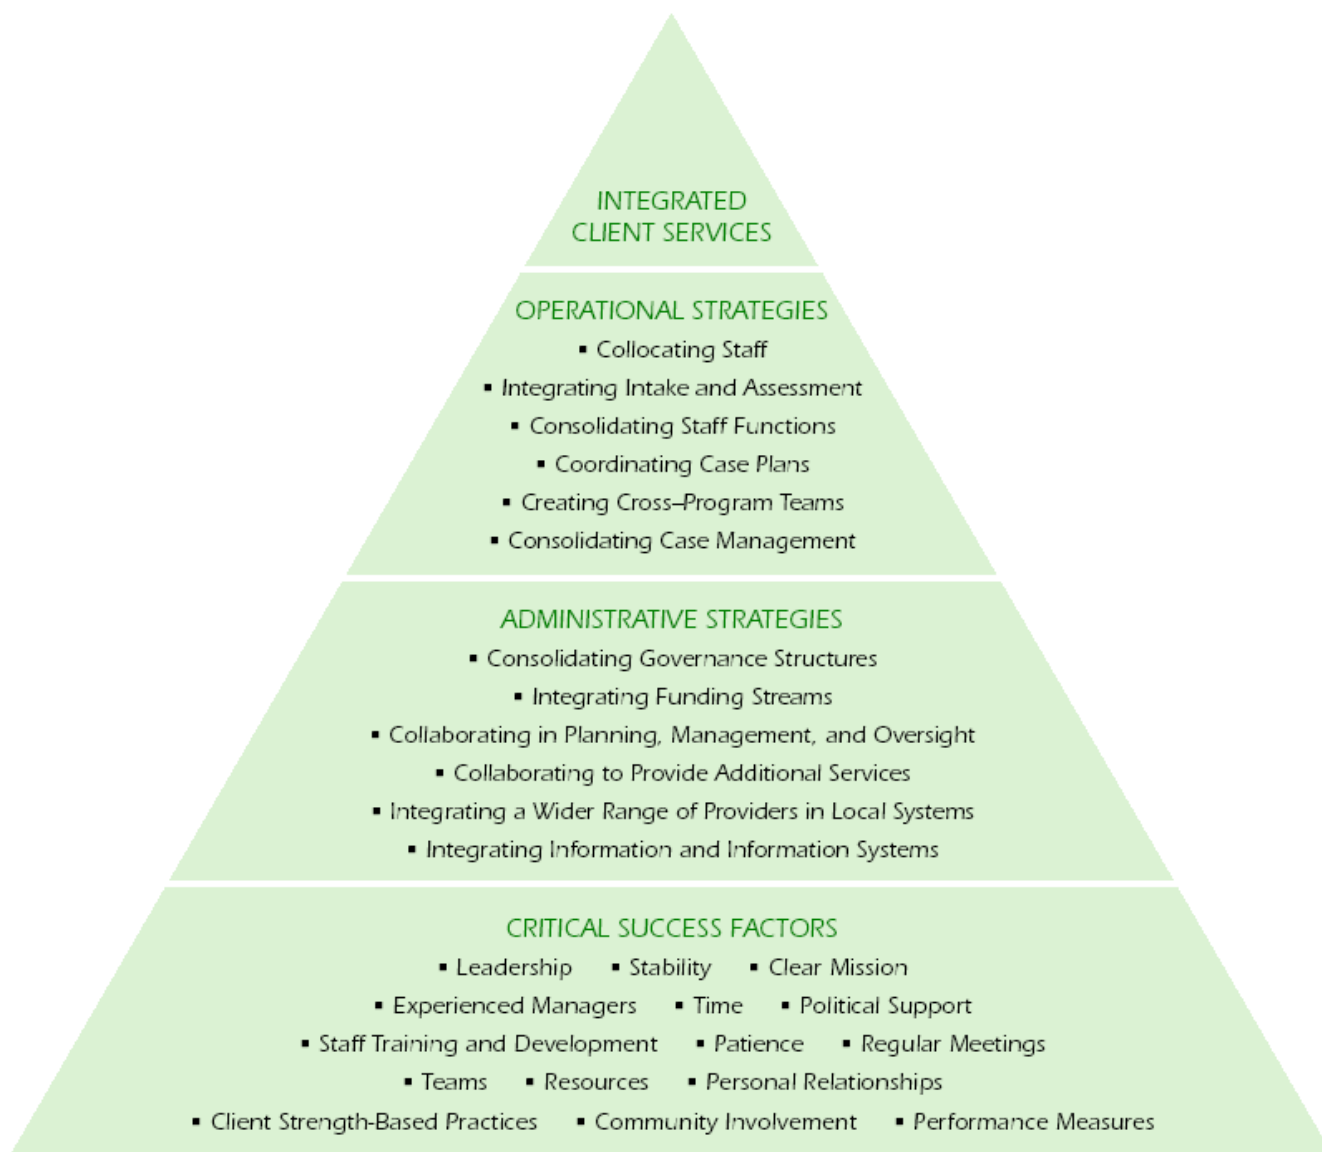 INTEGRATED
CLIENT SERVICES
OPERATIONAL STRATEGIES
▪ Collocating Staff
▪ Integrating Intake and Assessment
▪ Consolidating Staff Functions
▪ Coordinating Case Plans
▪ Creating Cross–Program Teams
▪ Consolidating Case Management
ADMINISTRATIVE STRATEGIES
▪ Consolidating Governance Structures
▪ Integrating Funding Streams
▪ Collaborating in Planning, Management, and Oversight
▪ Collaborating to Provide Additional Services
▪ Integrating a Wider Range of Providers in Local Systems
▪ Integrating Information and Information Systems
CRITICAL SUCCESS FACTORS
▪ Leadership ▪ Stability ▪ Clear Mission
▪ Experienced Managers ▪ Time ▪ Political Support
▪ Staff Training and Development ▪ Patience ▪ Regular Meetings
▪ Teams ▪ Resources ▪ Personal Relationships
▪ Client Strength-Based Practices ▪ Community Involvement ▪ Performance Measures